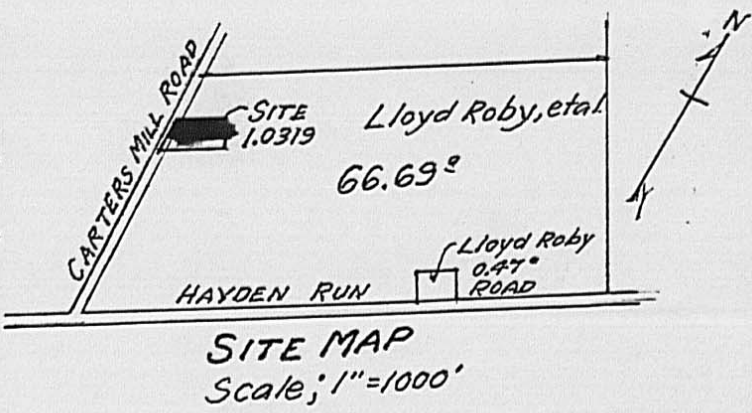 N
CARTERS MILL ROAD
SITE
1.0319
Lloyd Roby, etal.
66.69ª
Lloyd Roby
0.47ª
HAYDEN RUN ROAD
SITE MAP
Scale; 1"=1000'